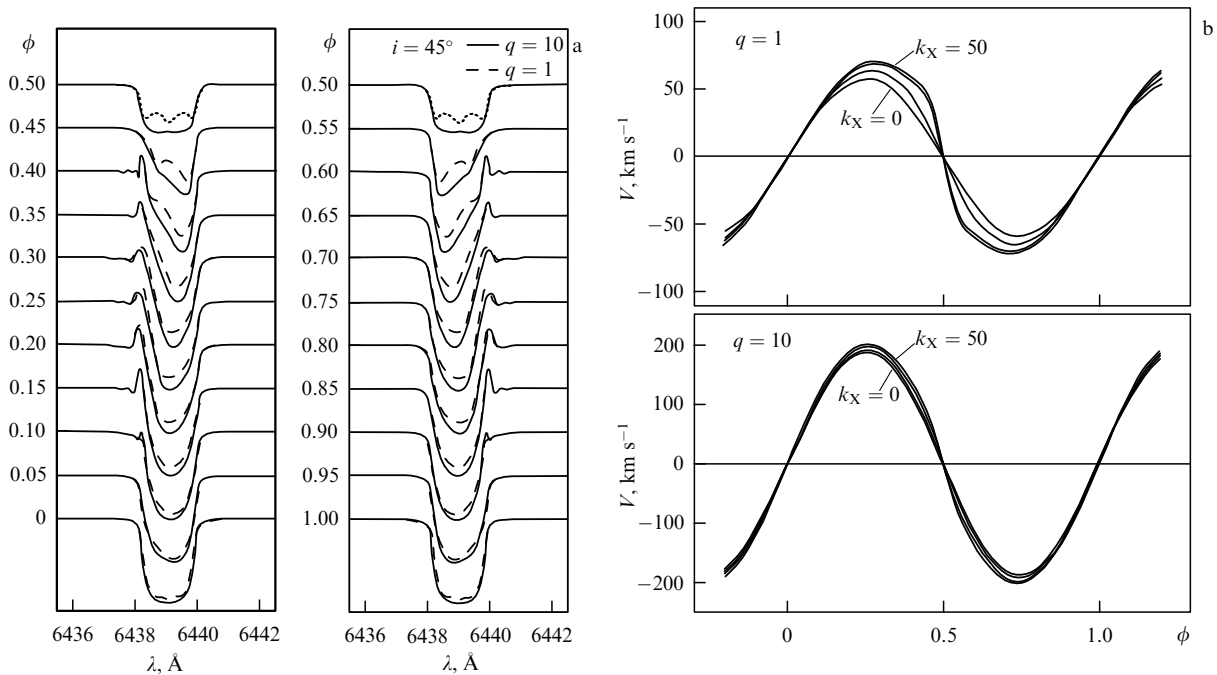 ϕ
0.50
0.45
0.40
0.35
0.30
0.25
0.20
0.15
0.10
0.05
0
6436 6438 6440 6442
λ, Å
ϕ
i = 45° q = 10 a
q = 1
0.50
0.55
0.60
0.65
0.70
0.75
0.80
0.85
0.90
0.95
1.00
6436 6438 6440 6442
λ, Å
b
q = 1
kX = 50
kX = 0
100
50
0
−50
−100
V, km s−1
q = 10
kX = 50
kX = 0
200
100
0
−100
−200
V, km s−1
0 0.5 1.0 ϕ